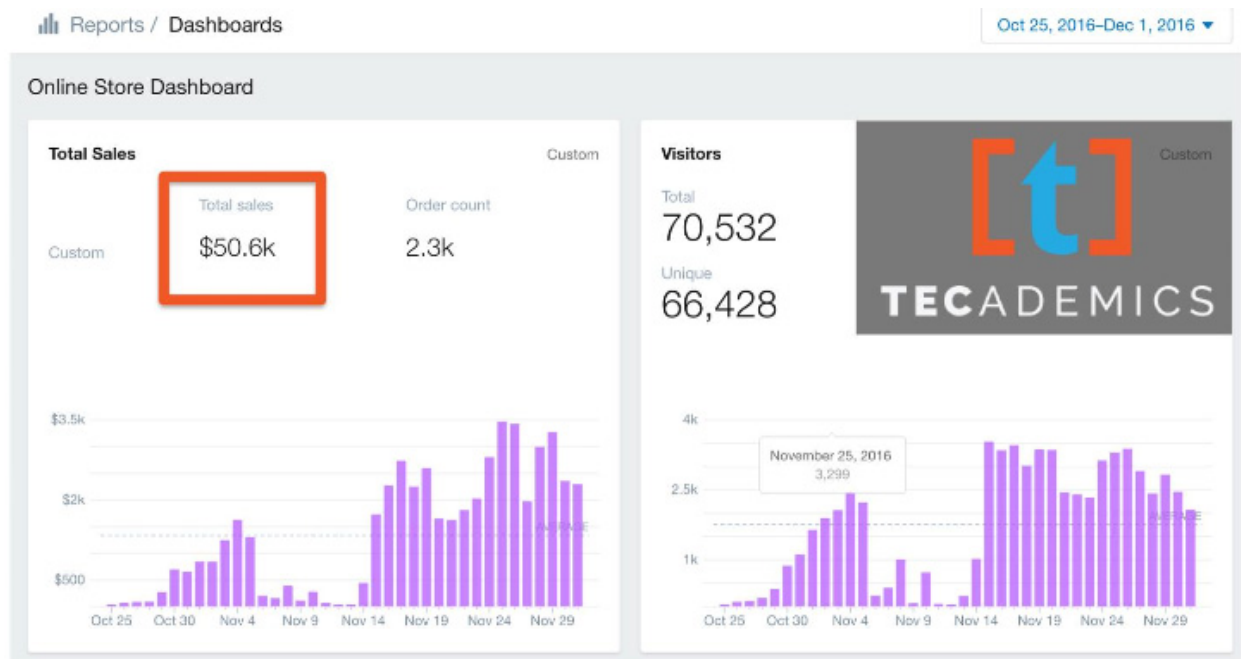 Reports / Dashboards
Oct 25, 2016–Dec 1, 2016
Online Store Dashboard
Total Sales
Custom
Total sales
Order count
Custom
$50.6k
2.3k
$3.5k
$2k
$500
AVERAGE
Oct 25 Oct 30 Nov 4 Nov 9 Nov 14 Nov 19 Nov 24 Nov 29
Visitors
Custom
Total
70,532
Unique
66,428
[t]
TECADEMICS
4k
November 25, 2016
3,299
2.5k
AVERAGE
1k
Oct 25 Oct 30 Nov 4 Nov 9 Nov 14 Nov 19 Nov 24 Nov 29